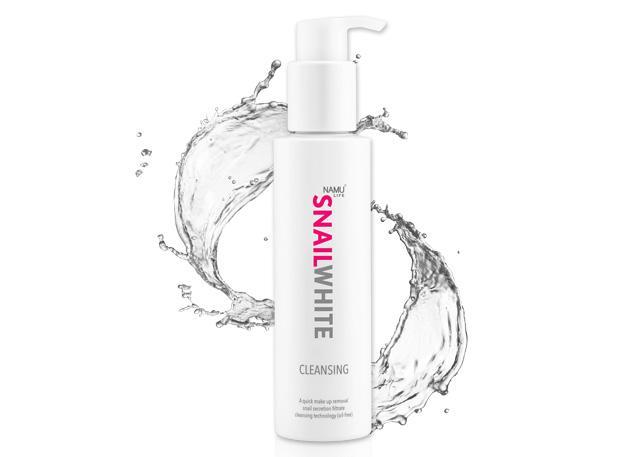 NAMU
LIFE
SNAILWHITE
CLEANSING
A quick make up removal
snail secretion filtrate
cleansing technology (oil-free)